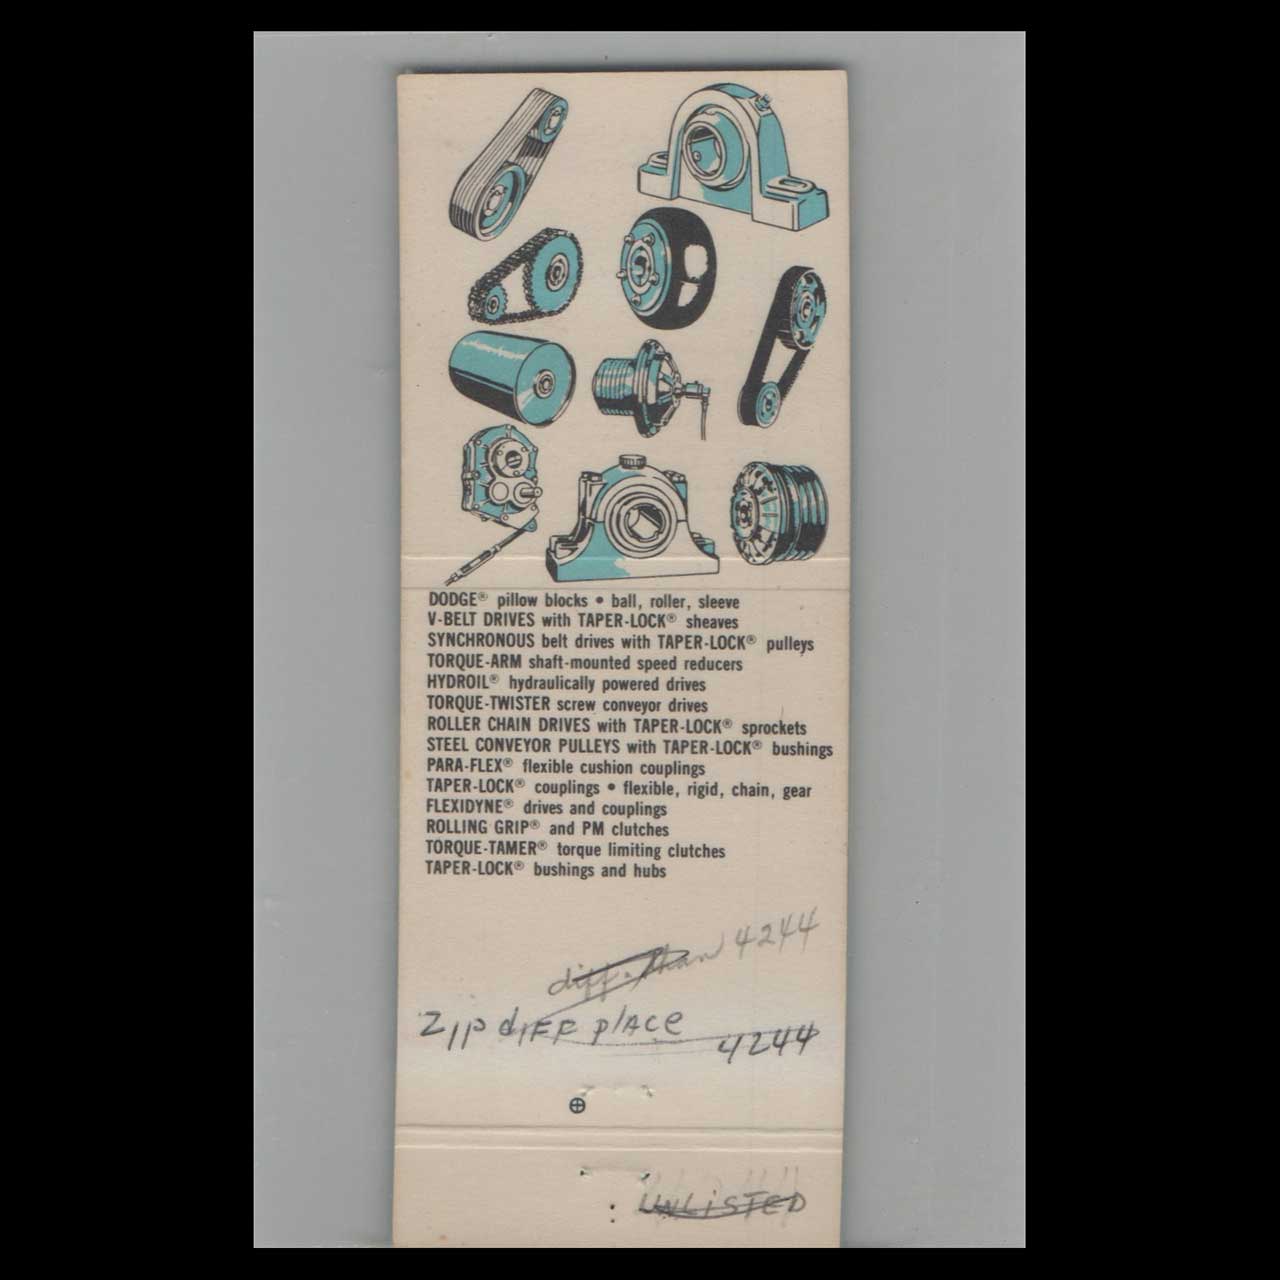 DODGE® pillow blocks • ball, roller, sleeve
V-BELT DRIVES with TAPER-LOCK® sheaves
SYNCHRONOUS belt drives with TAPER-LOCK® pulleys
TORQUE-ARM shaft-mounted speed reducers
HYDROIL® hydraulically powered drives
TORQUE-TWISTER screw conveyor drives
ROLLER CHAIN DRIVES with TAPER-LOCK® sprockets
STEEL CONVEYOR PULLEYS with TAPER-LOCK® bushings
PARA-FLEX® flexible cushion couplings
TAPER-LOCK® couplings • flexible, rigid, chain, gear
FLEXIDYNE® drives and couplings
ROLLING GRIP® and PM clutches
TORQUE-TAMER® torque limiting clutches
TAPER-LOCK® bushings and hubs
diff. than 4244
Zip diFF plACe
4244
UNLiSTED